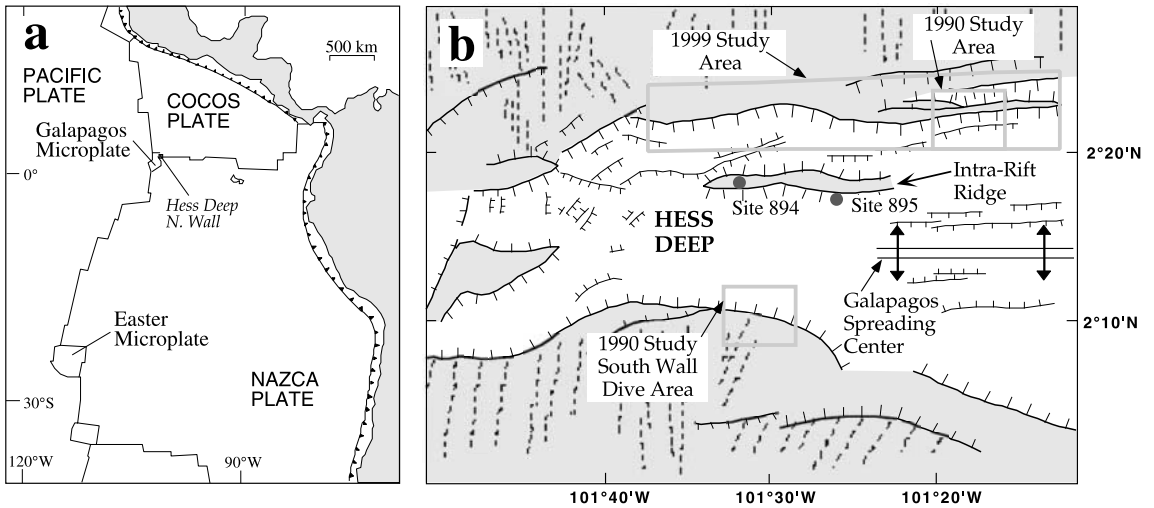 a
500 km
PACIFIC
PLATE
COCOS
PLATE
Galapagos
Microplate
0°
Hess Deep
N. Wall
Easter
Microplate
NAZCA
PLATE
30°S
120°W
90°W
b
1999 Study
Area
1990 Study
Area
2°20'N
Intra-Rift
Ridge
Site 894
Site 895
HESS
DEEP
Galapagos
Spreading
Center
2°10'N
1990 Study
South Wall
Dive Area
101°40'W
101°30'W
101°20'W